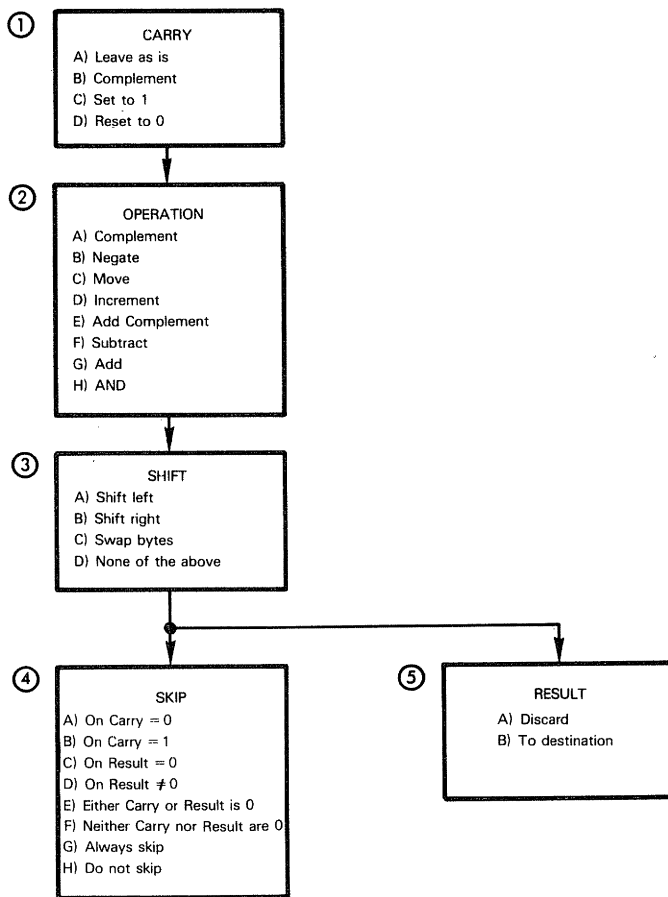 1
CARRY
A) Leave as is
B) Complement
C) Set to 1
D) Reset to 0
2
OPERATION
A) Complement
B) Negate
C) Move
D) Increment
E) Add Complement
F) Subtract
G) Add
H) AND
3
SHIFT
A) Shift left
B) Shift right
C) Swap bytes
D) None of the above
4
SKIP
A) On Carry = 0
B) On Carry = 1
C) On Result = 0
D) On Result ≠ 0
E) Either Carry or Result is 0
F) Neither Carry nor Result are 0
G) Always skip
H) Do not skip
5
RESULT
A) Discard
B) To destination